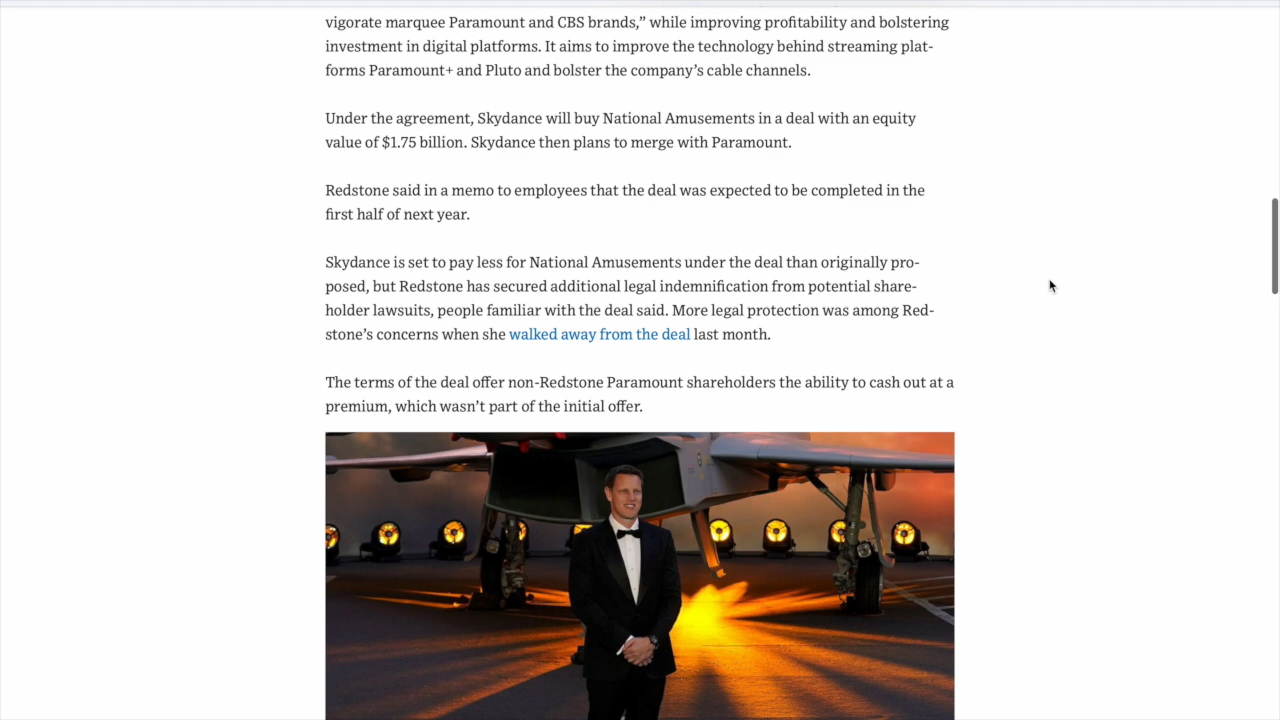 vigorate marquee Paramount and CBS brands,” while improving profitability and bolstering
investment in digital platforms. It aims to improve the technology behind streaming plat-
forms Paramount+ and Pluto and bolster the company’s cable channels.
Under the agreement, Skydance will buy National Amusements in a deal with an equity
value of $1.75 billion. Skydance then plans to merge with Paramount.
Redstone said in a memo to employees that the deal was expected to be completed in the
first half of next year.
Skydance is set to pay less for National Amusements under the deal than originally pro-
posed, but Redstone has secured additional legal indemnification from potential share-
holder lawsuits, people familiar with the deal said. More legal protection was among Red-
stone’s concerns when she walked away from the deal last month.
The terms of the deal offer non-Redstone Paramount shareholders the ability to cash out at a
premium, which wasn’t part of the initial offer.